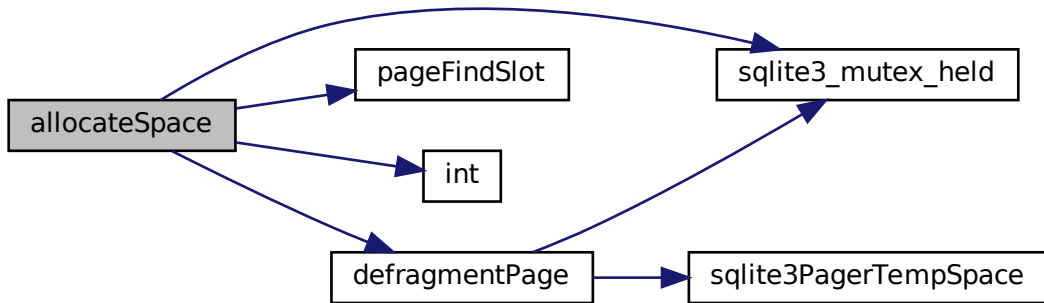 allocateSpace
pageFindSlot
sqlite3_mutex_held
int
defragmentPage
sqlite3PagerTempSpace